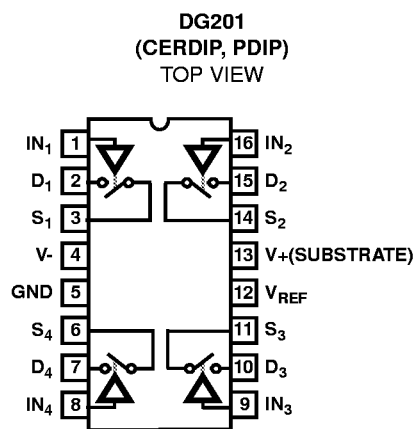 DG201
(CERDIP, PDIP)
TOP VIEW
IN1 1 16 IN2
D1 2 15 D2
S1 3 14 S2
V- 4 13 V+(SUBSTRATE)
GND 5 12 VREF
S4 6 11 S3
D4 7 10 D3
IN4 8 9 IN3